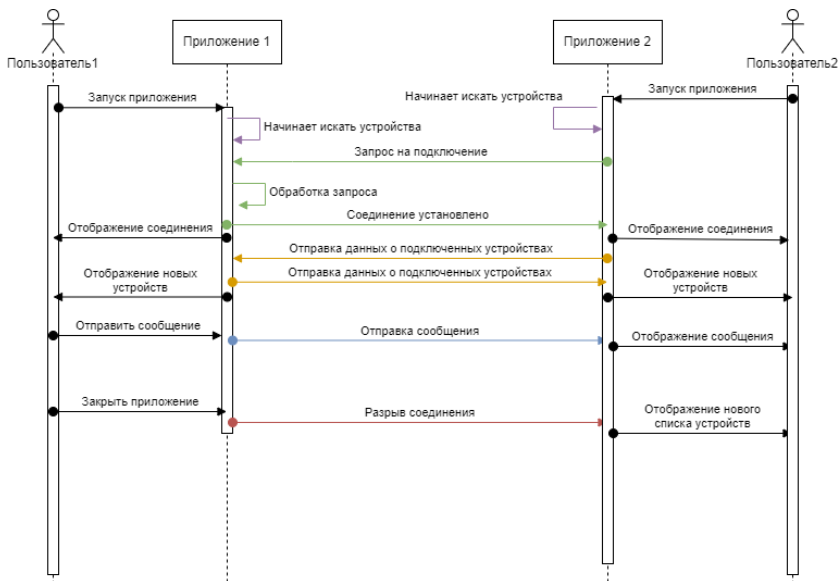 Приложение 1
Приложение 2
Пользователь1
Пользователь2
Запуск приложения
Начинает искать устройства
Запуск приложения
Начинает искать устройства
Запрос на подключение
Обработка запроса
Соединение установлено
Отображение соединения
Отображение соединения
Отправка данных о подключенных устройствах
Отображение новых
устройств
Отправка данных о подключенных устройствах
Отображение новых
устройств
Отправить сообщение
Отправка сообщения
Отображение сообщения
Закрыть приложение
Разрыв соединения
Отображение нового
списка устройств